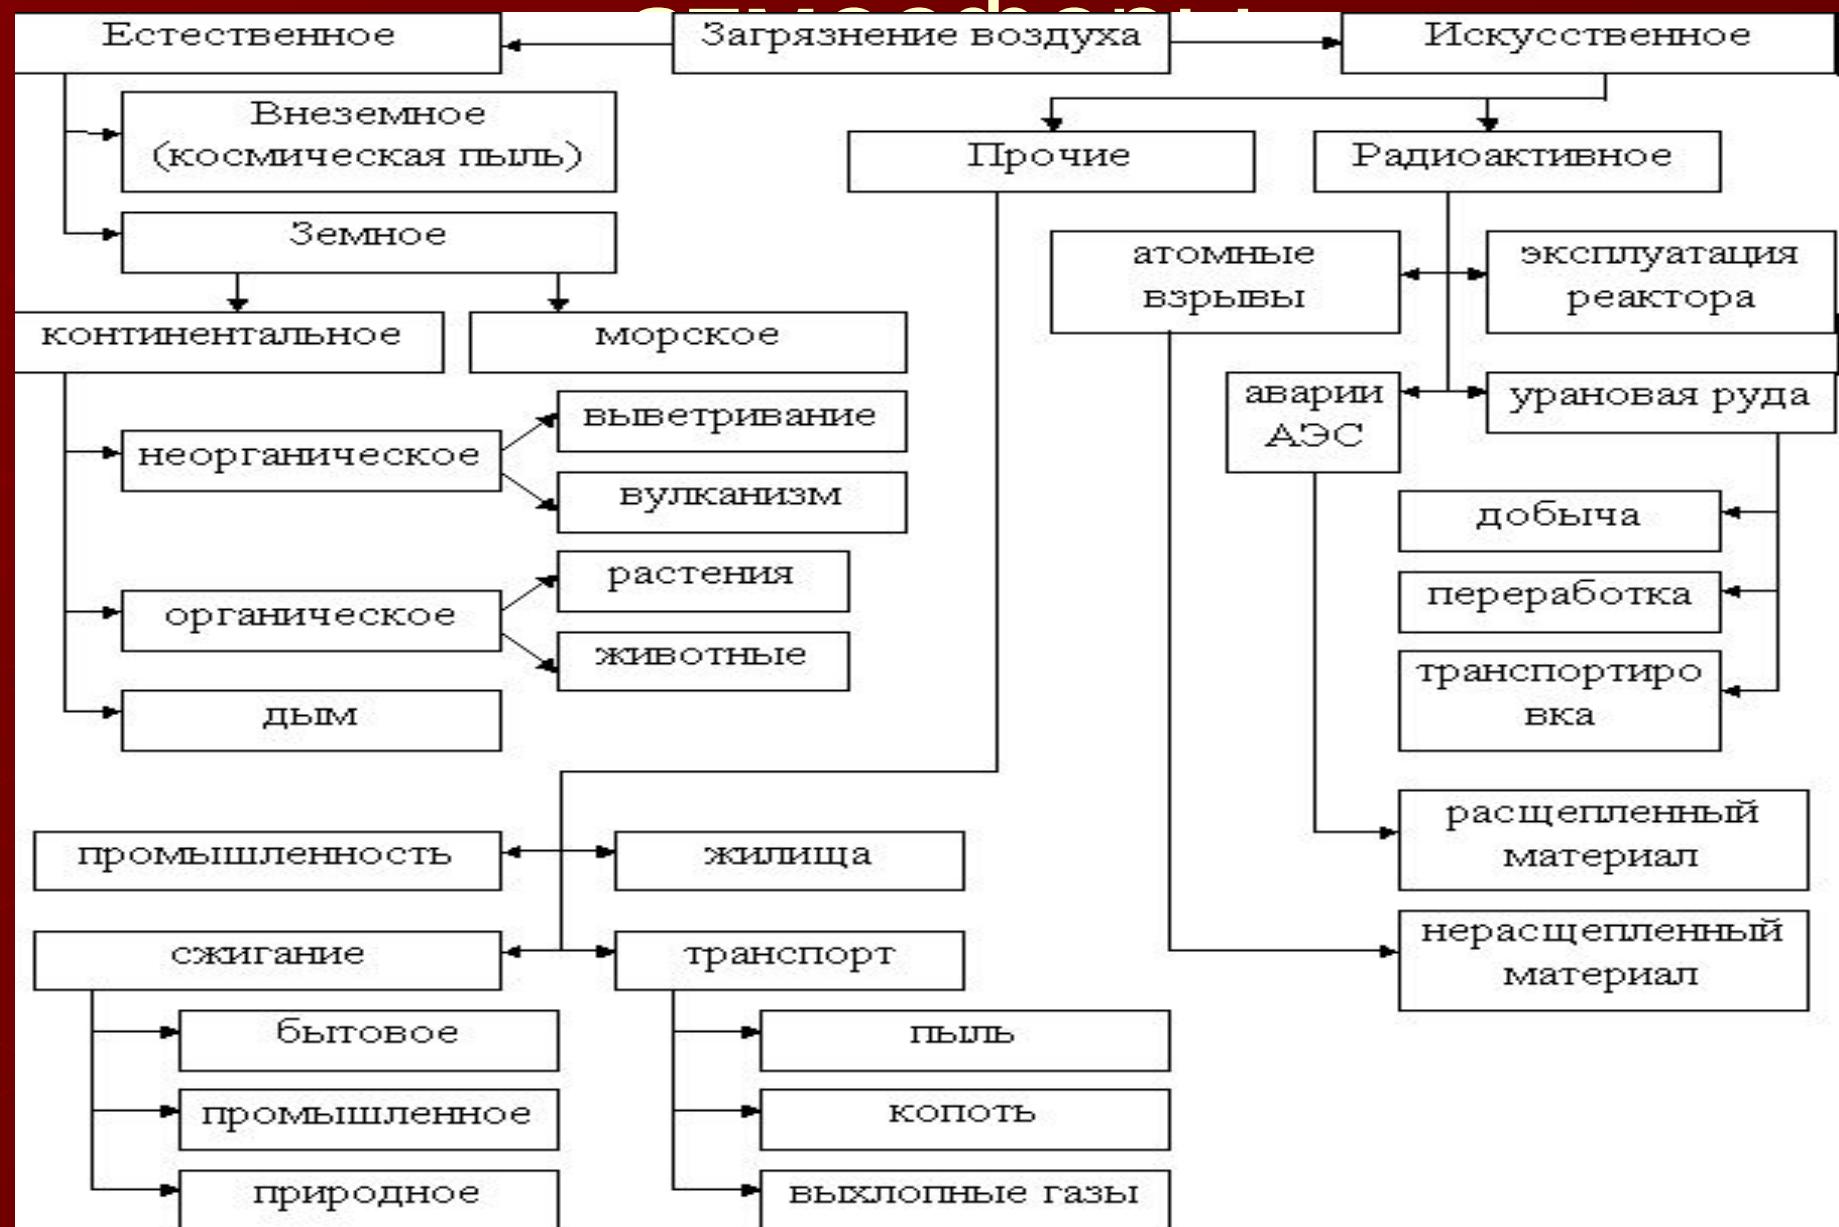 Естественное
Загрязнение воздуха
Искусственное
Внеземное
(космическая пыль)
Прочие
Радиоактивное
Земное
атомные
взрывы
эксплуатация
реактора
континентальное
морское
аварии
АЭС
урановая руда
неорганическое
выветривание
вулканизм
добыча
переработка
транспортиро
вка
органическое
растения
животные
дым
расщепленный
материал
нерасщепленный
материал
промышленность
жилища
сжигание
транспорт
бытовое
промышленное
природное
пыль
копоть
выхлопные газы